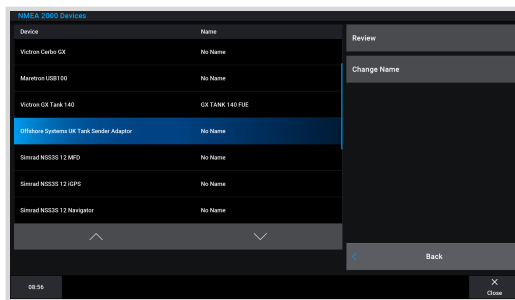 NMEA 2000 Devices
Device Name
Review
Victron Cerbo GX No Name
Change Name
Maretron USB100 No Name
Victron GX Tank 140 GX TANK 140 FUE
Offshore Systems UK Tank Sender Adaptor No Name
Simrad NSS3S 12 MFD No Name
Simrad NSS3S 12 iGPS No Name
Simrad NSS3S 12 Navigator No Name
Back
08:56
Close